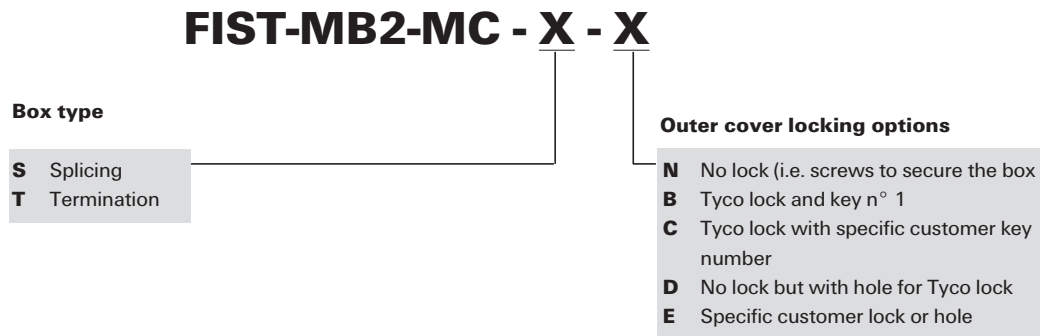 FIST-MB2-MC - X - X
Box type
S Splicing
T Termination
Outer cover locking options
N No lock (i.e. screws to secure the box
B Tyco lock and key n° 1
C Tyco lock with specific customer key
number
D No lock but with hole for Tyco lock
E Specific customer lock or hole